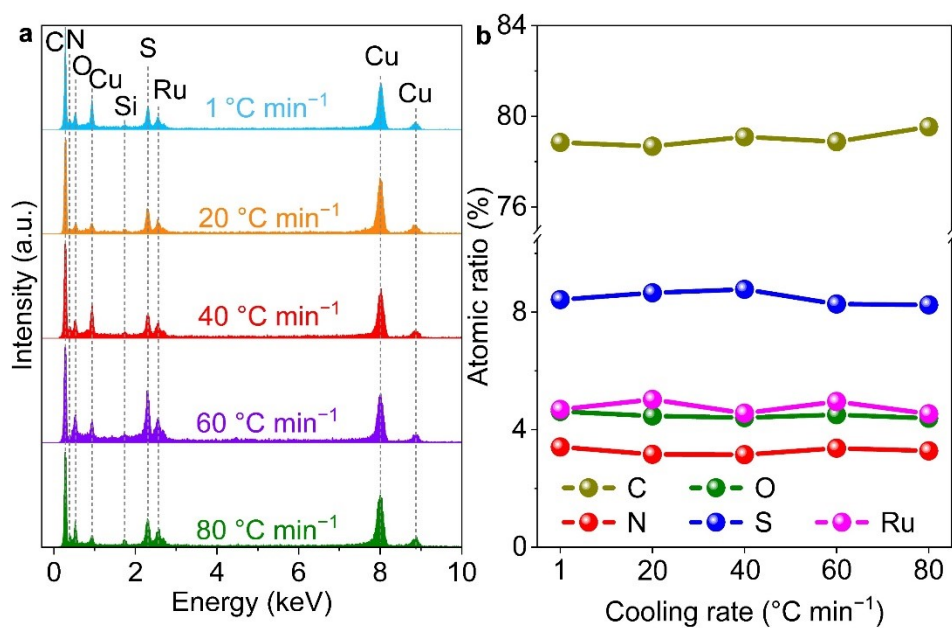 a
C N
O Cu Si S Ru Cu Cu
1 °C min⁻¹
20 °C min⁻¹
40 °C min⁻¹
60 °C min⁻¹
80 °C min⁻¹
Intensity (a.u.)
0 2 4 6 8 10
Energy (keV)
b
84
80
76
8
4
0
Atomic ratio (%)
C O
N S Ru
1 20 40 60 80
Cooling rate (°C min⁻¹)